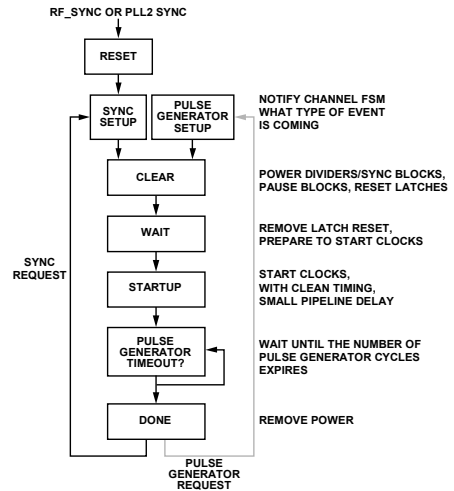 RF_SYNC OR PLL2 SYNC
RESET
SYNC
SETUP
PULSE
GENERATOR
SETUP
NOTIFY CHANNEL FSM
WHAT TYPE OF EVENT
IS COMING
CLEAR
POWER DIVIDERS/SYNC BLOCKS,
PAUSE BLOCKS, RESET LATCHES
WAIT
REMOVE LATCH RESET,
PREPARE TO START CLOCKS
SYNC
REQUEST
STARTUP
START CLOCKS,
WITH CLEAN TIMING,
SMALL PIPELINE DELAY
PULSE
GENERATOR
TIMEOUT?
WAIT UNTIL THE NUMBER OF
PULSE GENERATOR CYCLES
EXPIRES
DONE
REMOVE POWER
PULSE
GENERATOR
REQUEST